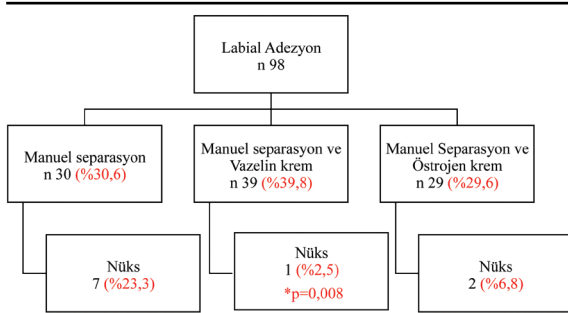 Labial Adezyon
n 98
Manuel separasyon
n 30 (%30,6)
Manuel separasyon ve
Vazelin krem
n 39 (%39,8)
Manuel Separasyon ve
Östrojen krem
n 29 (%29,6)
Nüks
7 (%23,3)
Nüks
1 (%2,5)
*p=0,008
Nüks
2 (%6,8)